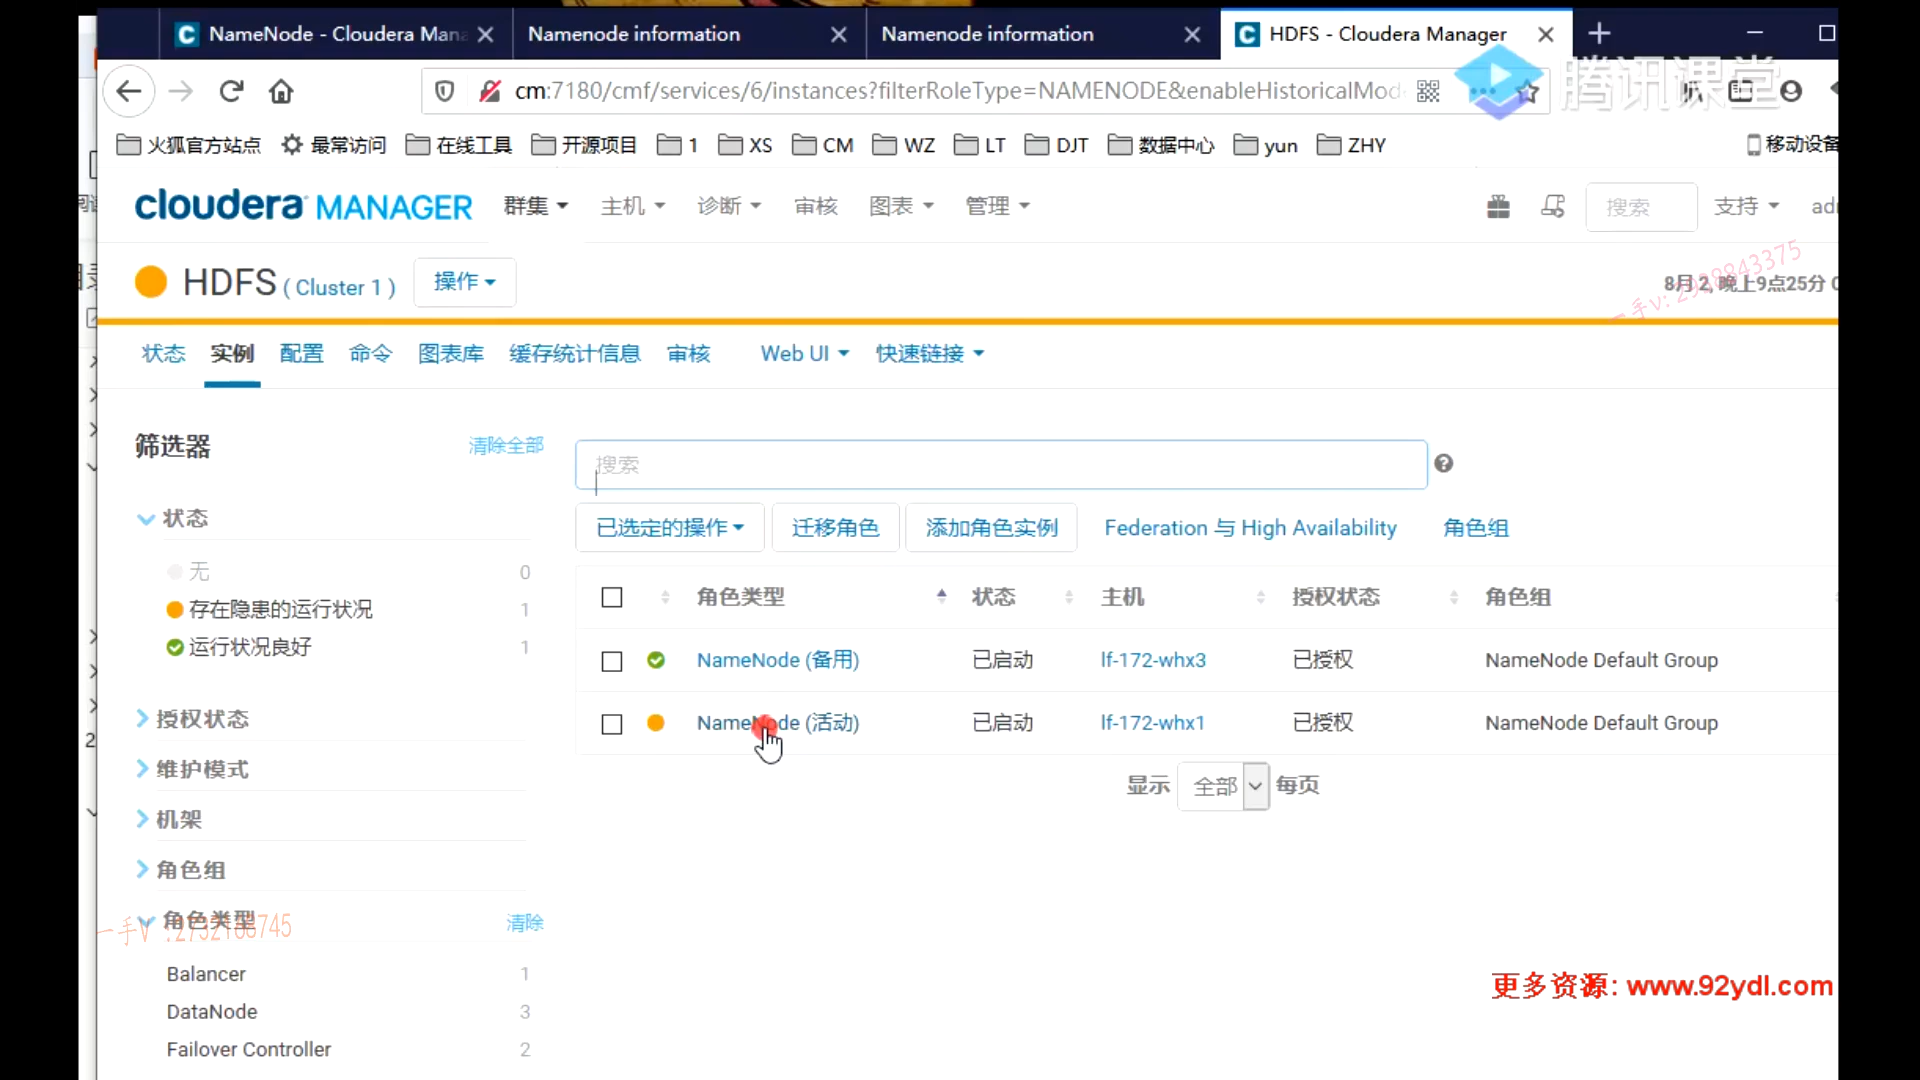 NameNode - Cloudera Mana
Namenode information
Namenode information
HDFS - Cloudera Manager
cm:7180/cmf/services/6/instances?filterRoleType=NAMENODE&enableHistoricalMod
腾讯课堂
火狐官方站点 最常访问 在线工具 开源项目 1 XS CM WZ LT DJT 数据中心 yun ZHY 移动设备
cloudera MANAGER 群集 主机 诊断 审核 图表 管理 搜索 支持
HDFS ( Cluster 1 ) 操作
8月 2, 晚上9点25分
状态 实例 配置 命令 图表库 缓存统计信息 审核 Web UI 快速链接
筛选器 清除全部
搜索
已选定的操作 迁移角色 添加角色实例 Federation 与 High Availability 角色组
状态
无 0
存在隐患的运行状况 1
运行状况良好 1
授权状态
维护模式
机架
角色组
角色类型 清除
Balancer 1
DataNode 3
Failover Controller 2
角色类型 状态 主机 授权状态 角色组
NameNode (备用) 已启动 lf-172-whx3 已授权 NameNode Default Group
NameNode (活动) 已启动 lf-172-whx1 已授权 NameNode Default Group
显示 全部 每页
更多资源: www.92ydl.com